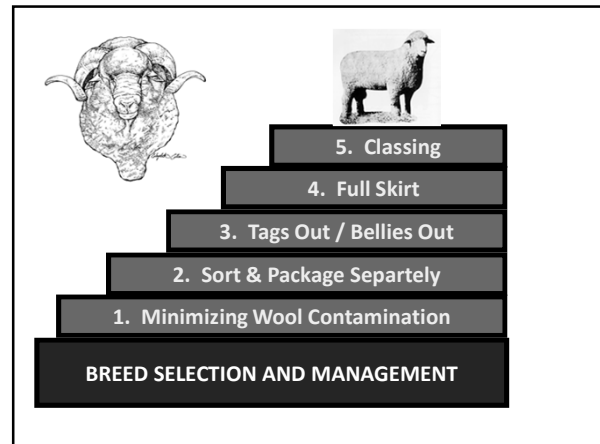 5. Classing
4. Full Skirt
3. Tags Out / Bellies Out
2. Sort & Package Separtely
1. Minimizing Wool Contamination
BREED SELECTION AND MANAGEMENT